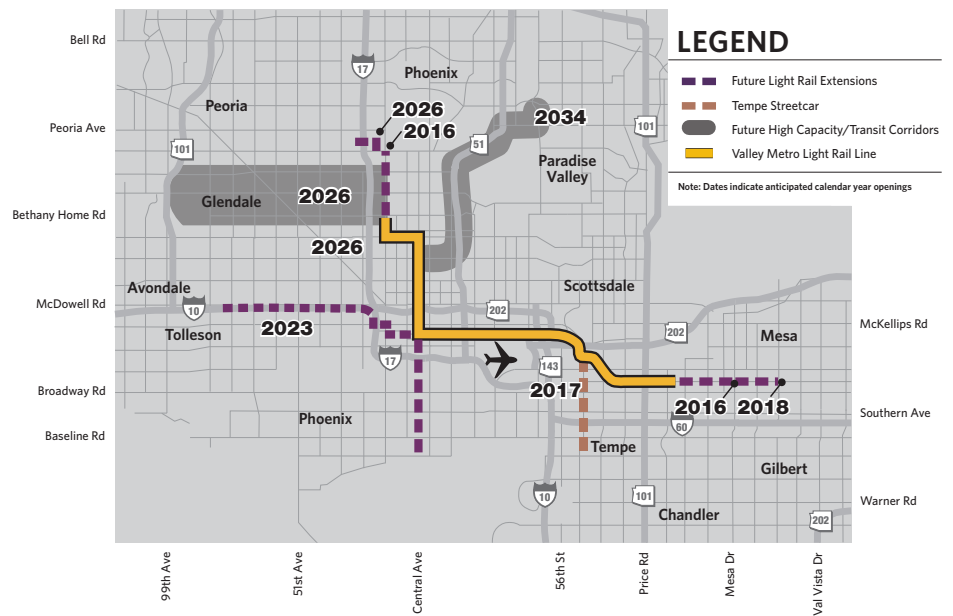 LEGEND
Future Light Rail Extensions
Tempe Streetcar
Future High Capacity/Transit Corridors
Valley Metro Light Rail Line
Note: Dates indicate anticipated calendar year openings
Bell Rd
17
Phoenix
Peoria
2026
2016
2034
Peoria Ave
101
51
101
Paradise
Valley
Glendale
2026
Bethany Home Rd
2026
Avondale
Scottsdale
McDowell Rd
10
202
Tolleson
2023
202
Mesa
McKellips Rd
17
143
2017
Broadway Rd
2016
2018
Phoenix
60
Southern Ave
Baseline Rd
Tempe
Gilbert
10
101
Warner Rd
Chandler
202
99th Ave
51st Ave
Central Ave
56th St
Price Rd
Mesa Dr
Val Vista Dr